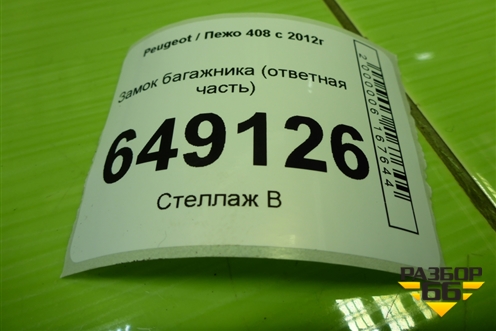 Peugeot / Пежо 408 с 2012г
Замок багажника (ответная
часть)
649126
Стеллаж В
2000006167644
РАЗБОР
66